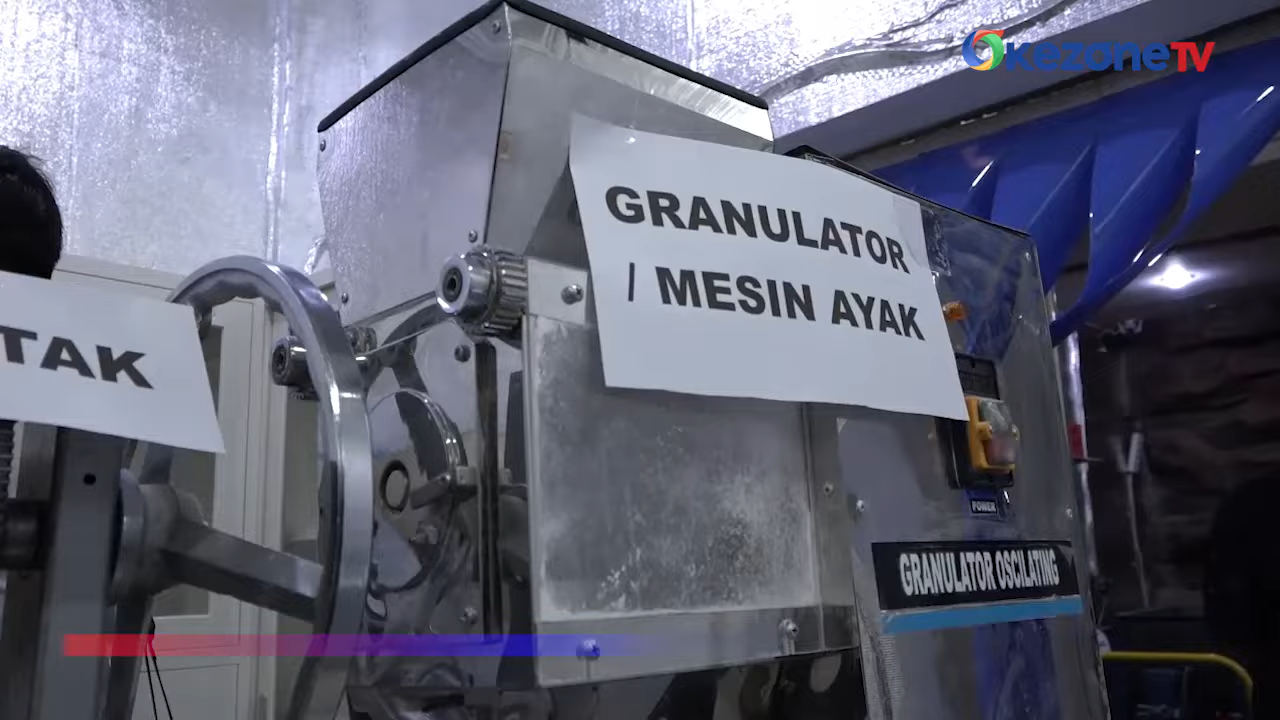 OkezoneTV
GRANULATOR
/ MESIN AYAK
TAK
POWER
GRANULATOR OSCILATING